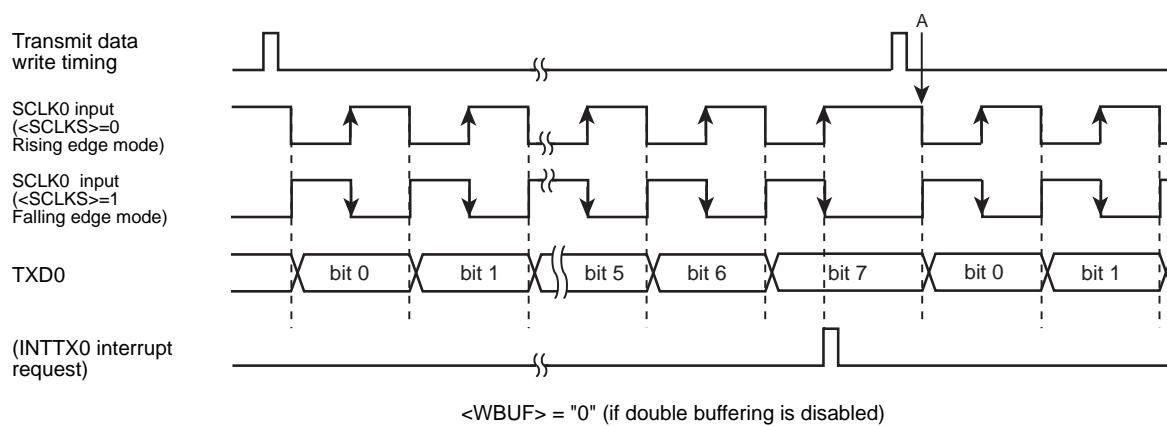 A
Transmit data
write timing
SCLK0 input
(<SCLKS>=0
Rising edge mode)
SCLK0 input
(<SCLKS>=1
Falling edge mode)
TXD0
bit 0 bit 1 bit 5 bit 6 bit 7 bit 0 bit 1
(INTTX0 interrupt
request)
<WBUF> = "0" (if double buffering is disabled)